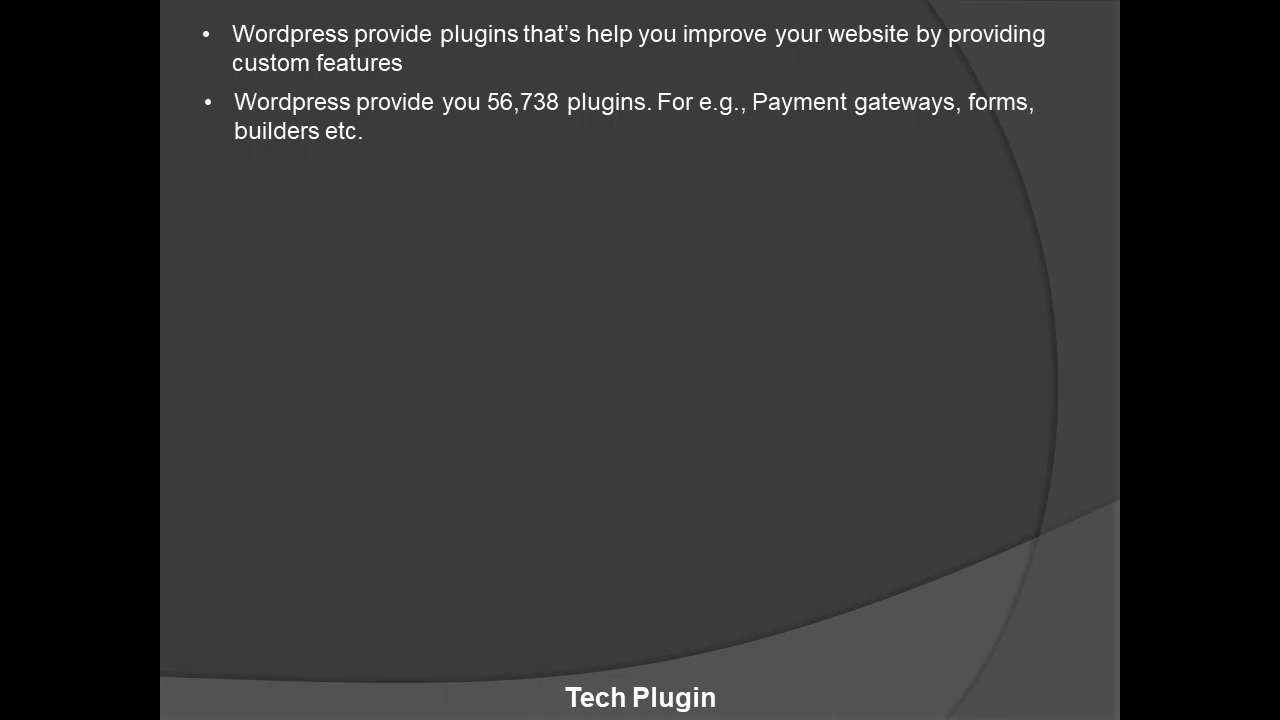 • Wordpress provide plugins that’s help you improve your website by providing
custom features
• Wordpress provide you 56,738 plugins. For e.g., Payment gateways, forms,
builders etc.
Tech Plugin